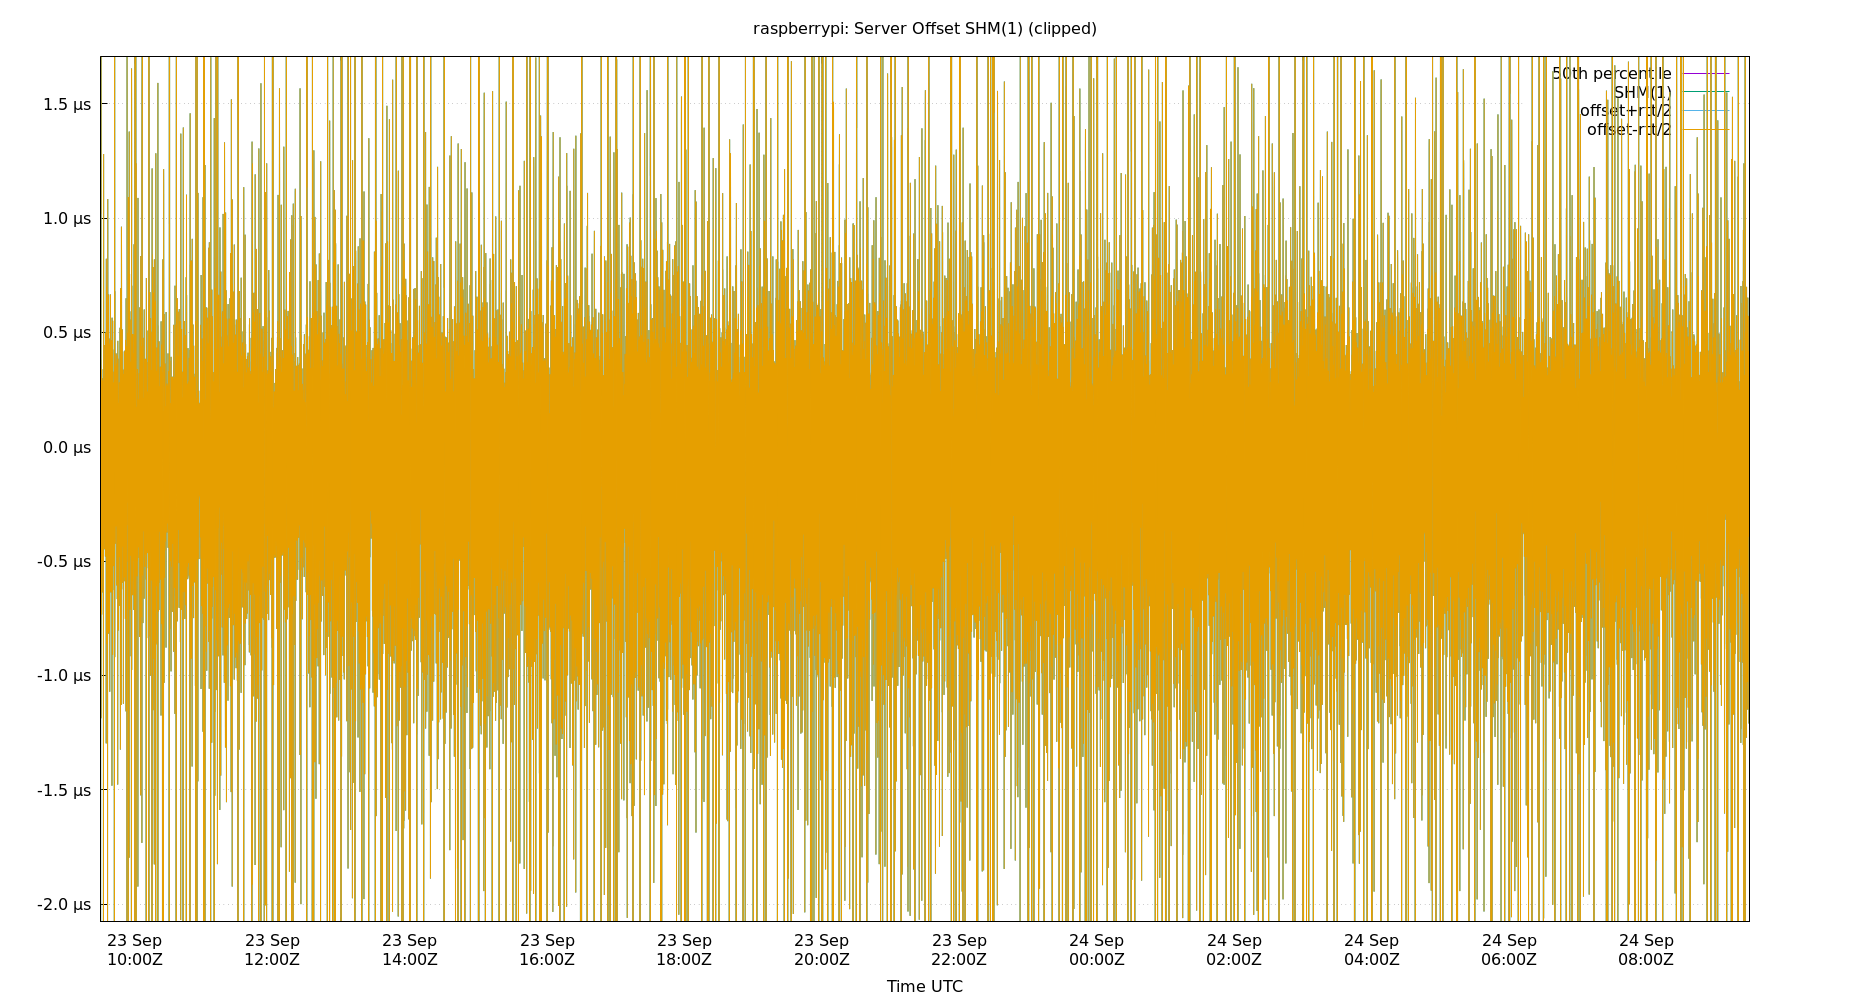 raspberrypi: Server Offset SHM(1) (clipped)
50th percentile
SHM(1)
offset+rtt/2
offset-rtt/2
1.5 µs
1.0 µs
0.5 µs
0.0 µs
-0.5 µs
-1.0 µs
-1.5 µs
-2.0 µs
23 Sep 23 Sep 23 Sep 23 Sep 23 Sep 23 Sep 23 Sep 24 Sep 24 Sep 24 Sep 24 Sep 24 Sep
10:00Z 12:00Z 14:00Z 16:00Z 18:00Z 20:00Z 22:00Z 00:00Z 02:00Z 04:00Z 06:00Z 08:00Z
Time UTC